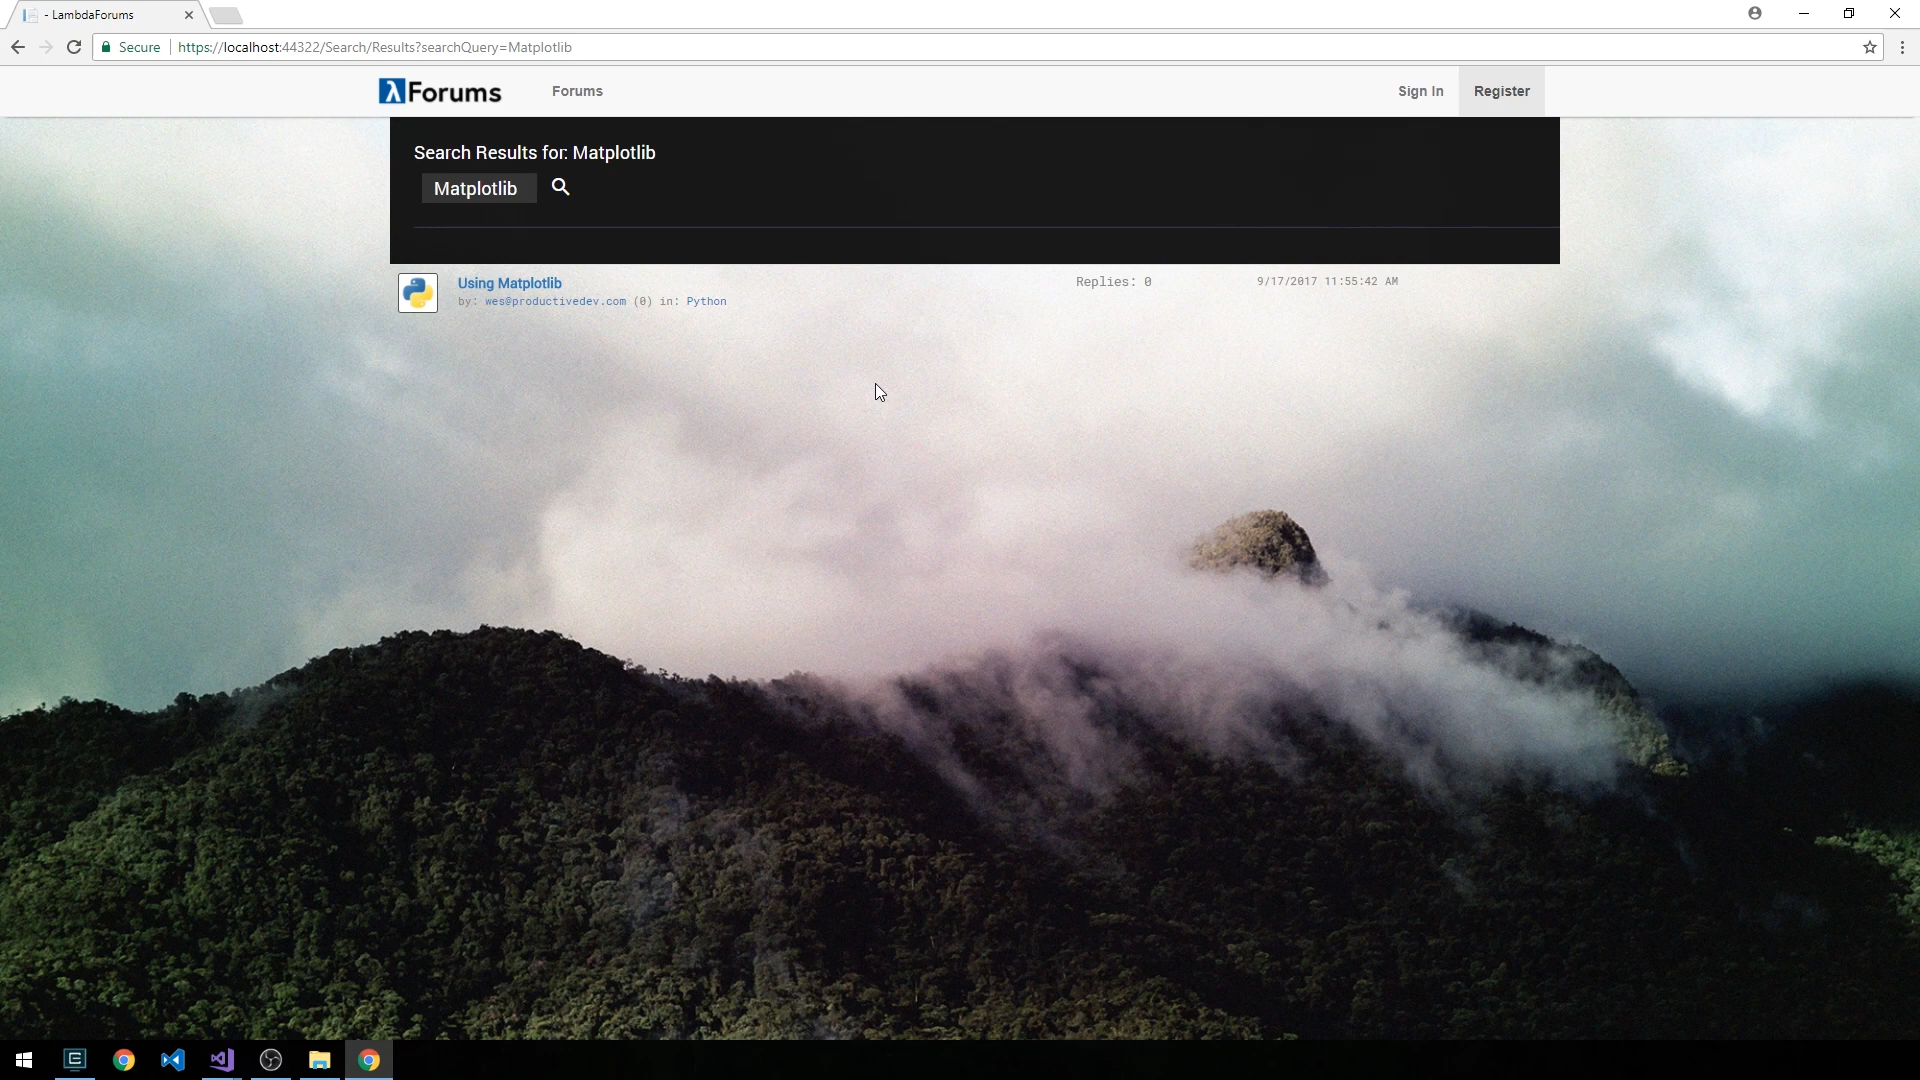 - LambdaForums
Secure https://localhost:44322/Search/Results?searchQuery=Matplotlib
λForums Forums Sign In Register
Search Results for: Matplotlib
Matplotlib
Using Matplotlib Replies: 0 9/17/2017 11:55:42 AM
by: wes@productivedev.com (0) in: Python